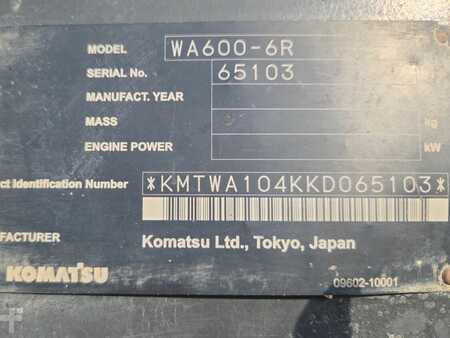 MODEL WA600-6R
SERIAL No. 65103
MANUFACT. YEAR
MASS kg
ENGINE POWER kW
ct Identification Number *KMTWA104KKD065103*
UFACTURER Komatsu Ltd., Tokyo, Japan
KOMATSU
09602-10001